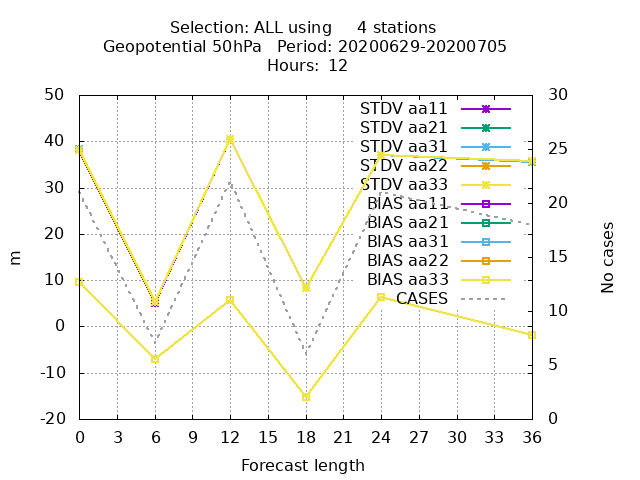 Selection: ALL using     4 stations
Geopotential 50hPa   Period: 20200629-20200705
Hours:  12
50 30
STDV aa11
STDV aa21
40 25
STDV aa31
STDV aa22
STDV aa33
30 20
BIAS aa11
BIAS aa21
20 15
BIAS aa31
m No cases
BIAS aa22
10 10
BIAS aa33
CASES
0
-10 5
-20 0
0 3 6 9 12 15 18 21 24 27 30 33 36
Forecast length